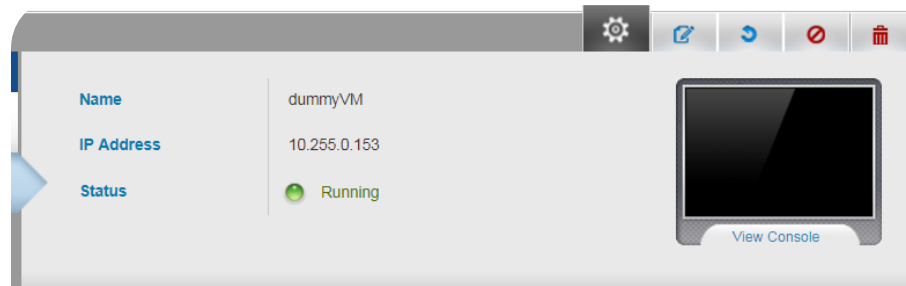 Name dummyVM
IP Address 10.255.0.153
Status Running
View Console